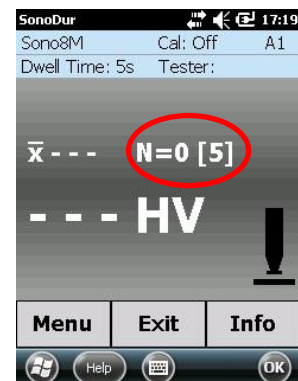 SonoDur 17:19
Sono8M Cal: Off A1
Dwell Time: 5s Tester:
x̅ - - - N=0 [5]
- - - HV
Menu Exit Info
Help OK